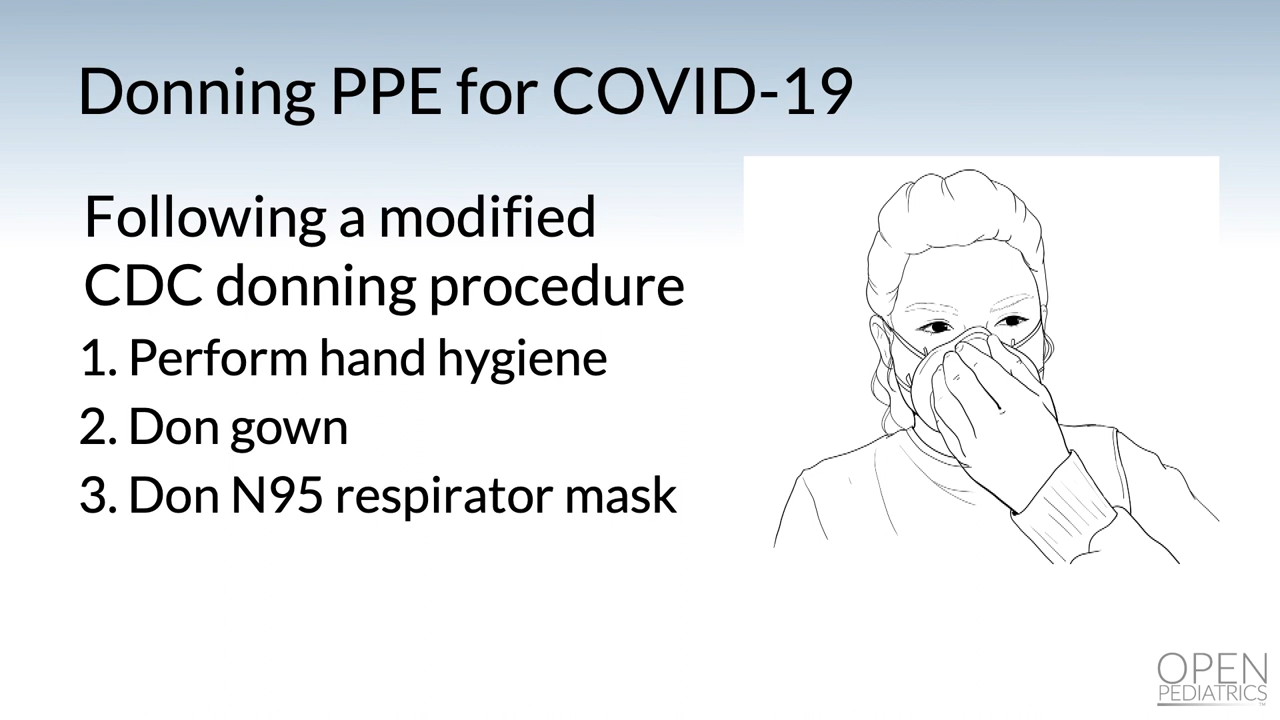 Donning PPE for COVID-19
Following a modified
CDC donning procedure
1. Perform hand hygiene
2. Don gown
3. Don N95 respirator mask
OPEN
PEDIATRICS™